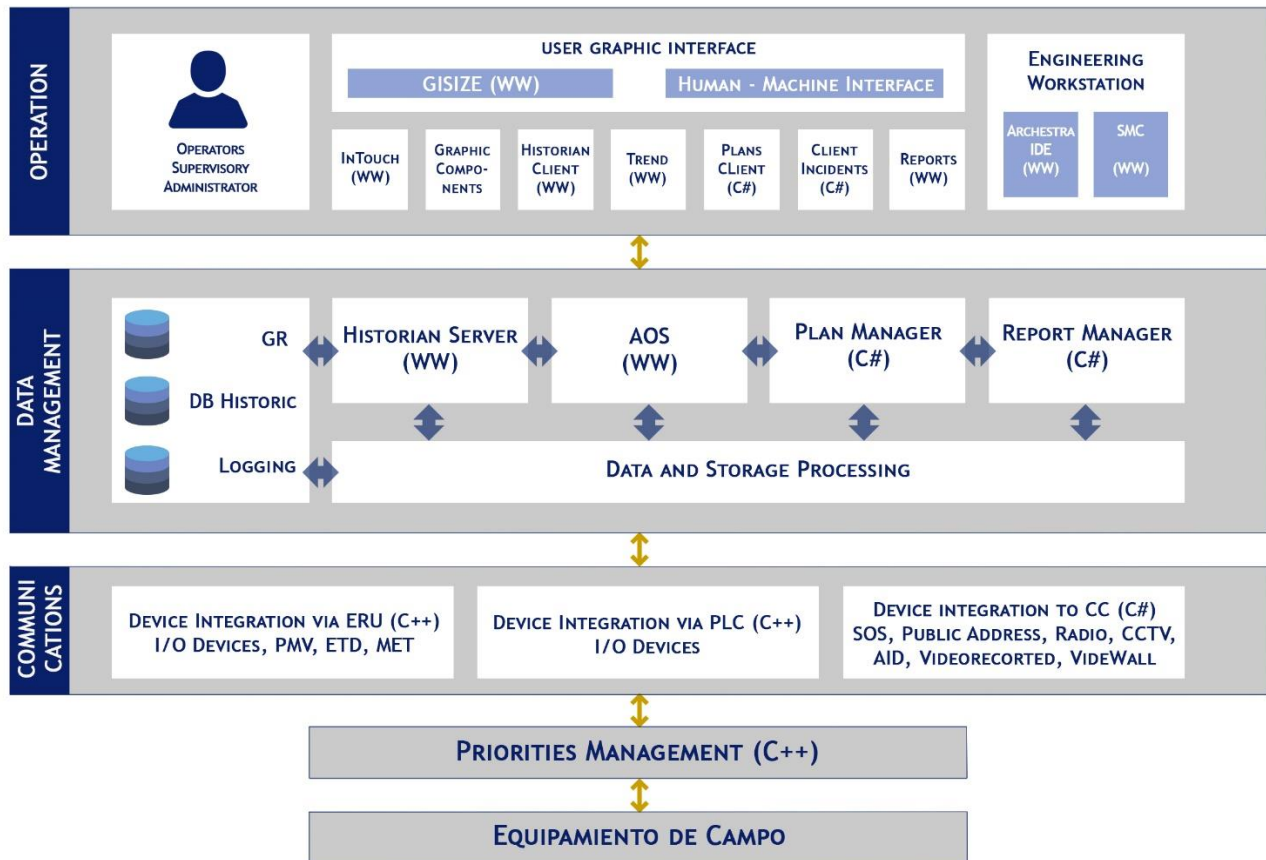 OPERATION
OPERATORS
SUPERVISORY
ADMINISTRATOR
USER GRAPHIC INTERFACE
GISIZE (WW)
HUMAN - MACHINE INTERFACE
INTOUCH
(WW)
GRAPHIC
COMPO-
NENTS
HISTORIAN
CLIENT
(WW)
TREND
(WW)
PLANS
CLIENT
(C#)
CLIENT
INCIDENTS
(C#)
REPORTS
(WW)
ENGINEERING
WORKSTATION
ARCHESTRA
IDE
(WW)
SMC
(WW)
DATA
MANAGEMENT
GR
DB HISTORIC
LOGGING
HISTORIAN SERVER
(WW)
AOS
(WW)
PLAN MANAGER
(C#)
REPORT MANAGER
(C#)
DATA AND STORAGE PROCESSING
COMMUNI
CATIONS
DEVICE INTEGRATION VIA ERU (C++)
I/O DEVICES, PMV, ETD, MET
DEVICE INTEGRATION VIA PLC (C++)
I/O DEVICES
DEVICE INTEGRATION TO CC (C#)
SOS, PUBLIC ADDRESS, RADIO, CCTV,
AID, VIDEORECORTED, VIDEWALL
PRIORITIES MANAGEMENT (C++)
EQUIPAMIENTO DE CAMPO